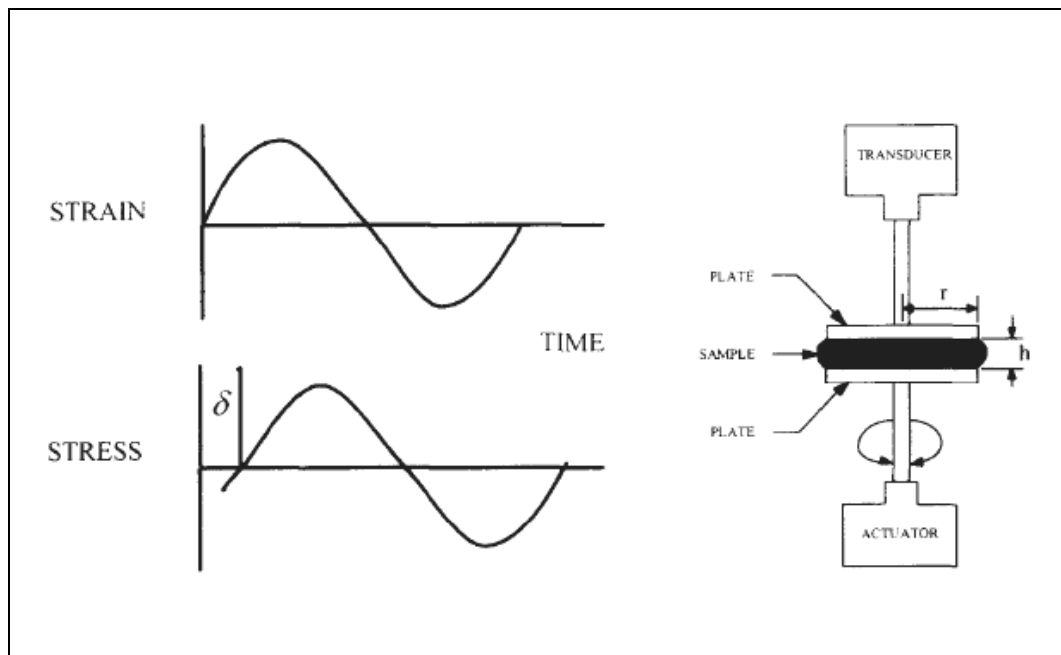 STRAIN
TIME
δ
STRESS
TRANSDUCER
PLATE
r
SAMPLE
h
PLATE
ACTUATOR